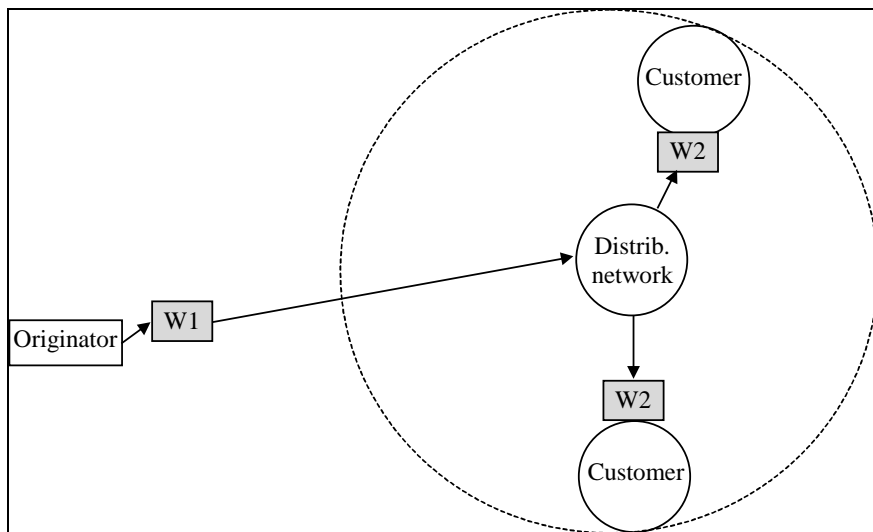 Customer
W2
Distrib.
network
W1
Originator
W2
Customer